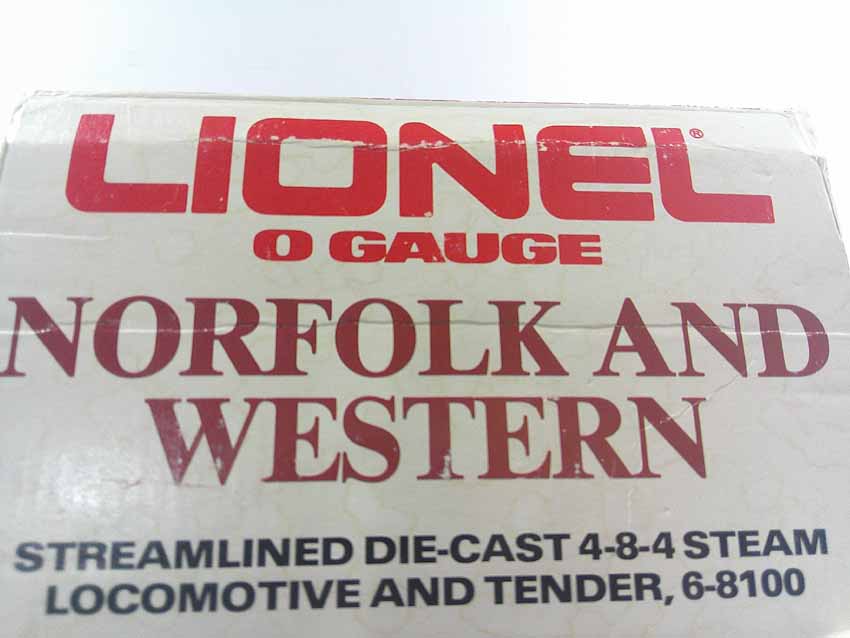 LIONEL®
O GAUGE
NORFOLK AND
WESTERN
STREAMLINED DIE-CAST 4-8-4 STEAM
LOCOMOTIVE AND TENDER, 6-8100